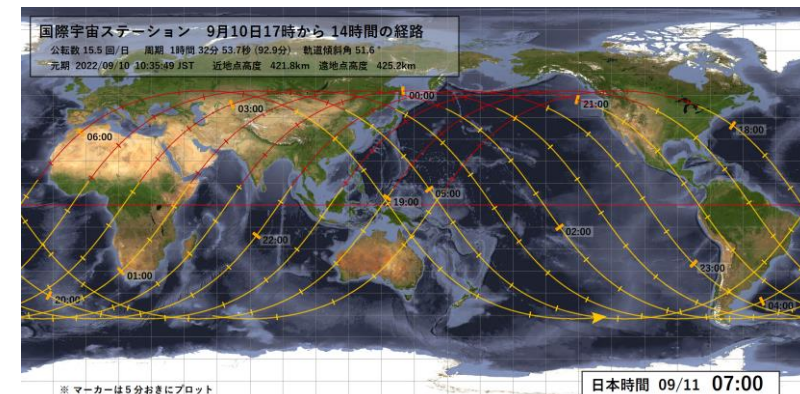 国際宇宙ステーション　9月10日17時から 14時間の経路
公転数 15.5 回/日　周期 1時間 32分 53.7秒 (92.9分)　軌道傾斜角 51.6 °
元期 2022/09/10 10:35:49 JST　近地点高度 421.8km　遠地点高度 425.2km
00:00
21:00
03:00
18:00
06:00
05:00
19:00
02:00
22:00
23:00
01:00
20:00
04:00
日本時間 09/11 07:00
※ マーカーは５分おきにプロット